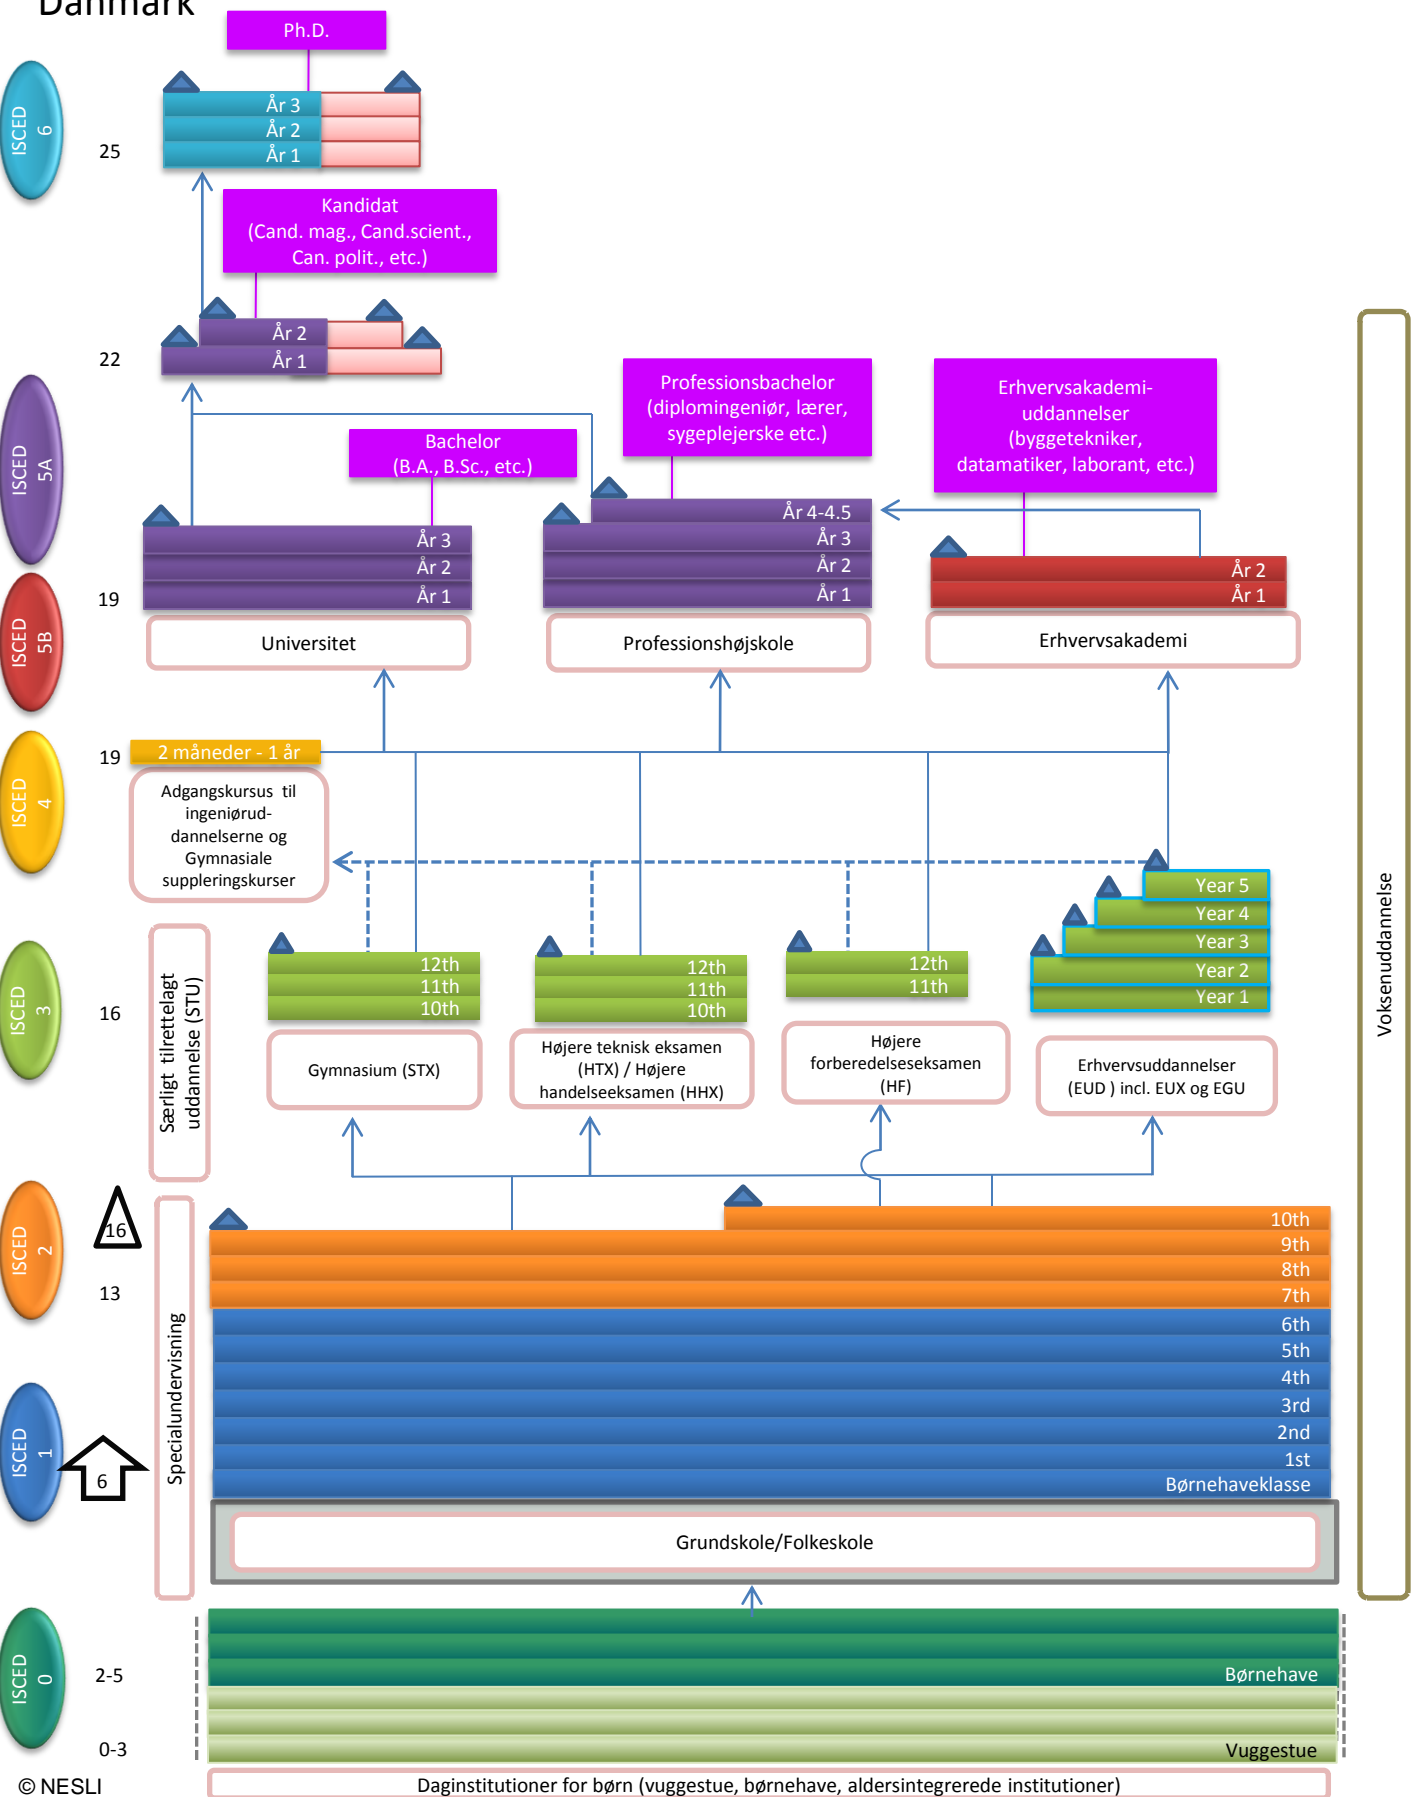 Danmark
Ph.D.
ISCED
6
År 3
År 2
År 1
25
Kandidat
(Cand. mag., Cand.scient.,
Can. polit., etc.)
År 2
År 1
22
ISCED
5A
Bachelor
(B.A., B.Sc., etc.)
Professionsbachelor
(diplomingeniør, lærer,
sygeplejerske etc.)
Erhvervsakademi-
uddannelser
(byggetekniker,
datamatiker, laborant, etc.)
År 3
År 2
År 1
År 4-4.5
År 3
År 2
År 1
År 2
År 1
19
ISCED
5B
Universitet
Professionshøjskole
Erhvervsakademi
19
2 måneder - 1 år
ISCED
4
Adgangskursus til
ingeniørud-
dannelserne og
Gymnasiale
suppleringskurser
Voksenuddannelse
ISCED
3
16
Særligt tilrettelagt
uddannelse (STU)
12th
11th
10th
12th
11th
10th
12th
11th
Year 5
Year 4
Year 3
Year 2
Year 1
Gymnasium (STX)
Højere teknisk eksamen
(HTX) / Højere
handelseeksamen (HHX)
Højere
forberedelseseksamen
(HF)
Erhvervsuddannelser
(EUD ) incl. EUX og EGU
ISCED
2
16
13
10th
9th
8th
7th
Specialundervisning
ISCED
1
6
6th
5th
4th
3rd
2nd
1st
Børnehaveklasse
Grundskole/Folkeskole
ISCED
0
2-5
Børnehave
0-3
Vuggestue
© NESLI
Daginstitutioner for børn (vuggestue, børnehave, aldersintegrerede institutioner)